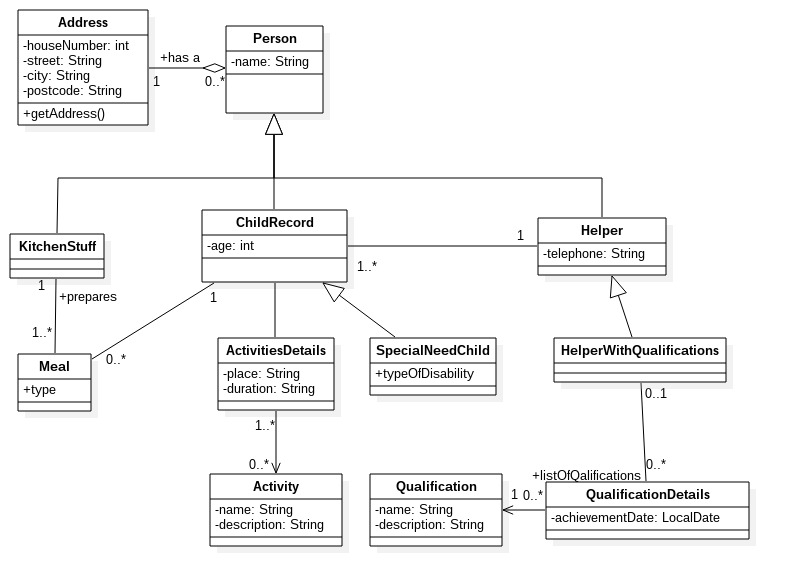 Address
-houseNumber: int
-street: String
-city: String
-postcode: String
+getAddress()
+has a
1
0..*
Person
-name: String
KitchenStuff
ChildRecord
-age: int
1
1..*
Helper
-telephone: String
1
+prepares
1..*
1
0..*
Meal
+type
ActivitiesDetails
-place: String
-duration: String
SpecialNeedChild
+typeOfDisability
HelperWithQualifications
0..1
1..*
0..*
0..*
+listOfQalifications
Activity
-name: String
-description: String
Qualification
-name: String
-description: String
1 0..*
QualificationDetails
-achievementDate: LocalDate